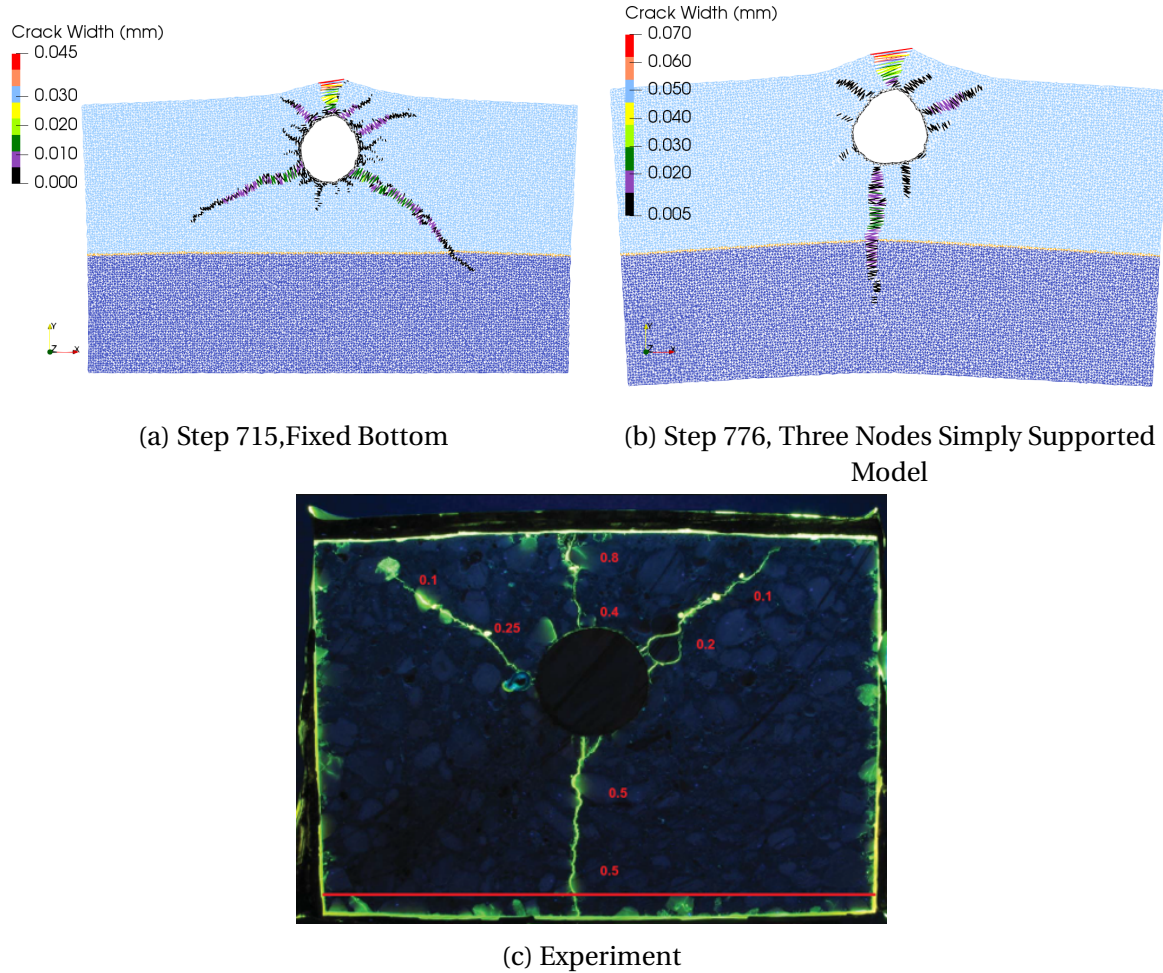 Crack Width (mm)
0.045
0.030
0.020
0.010
0.000
Y
Z
X
(a) Step 715,Fixed Bottom
Crack Width (mm)
0.070
0.060
0.050
0.040
0.030
0.020
0.005
Y
Z
X
(b) Step 776, Three Nodes Simply Supported
Model
0.8
0.1
0.4
0.1
0.25
0.2
0.5
0.5
(c) Experiment